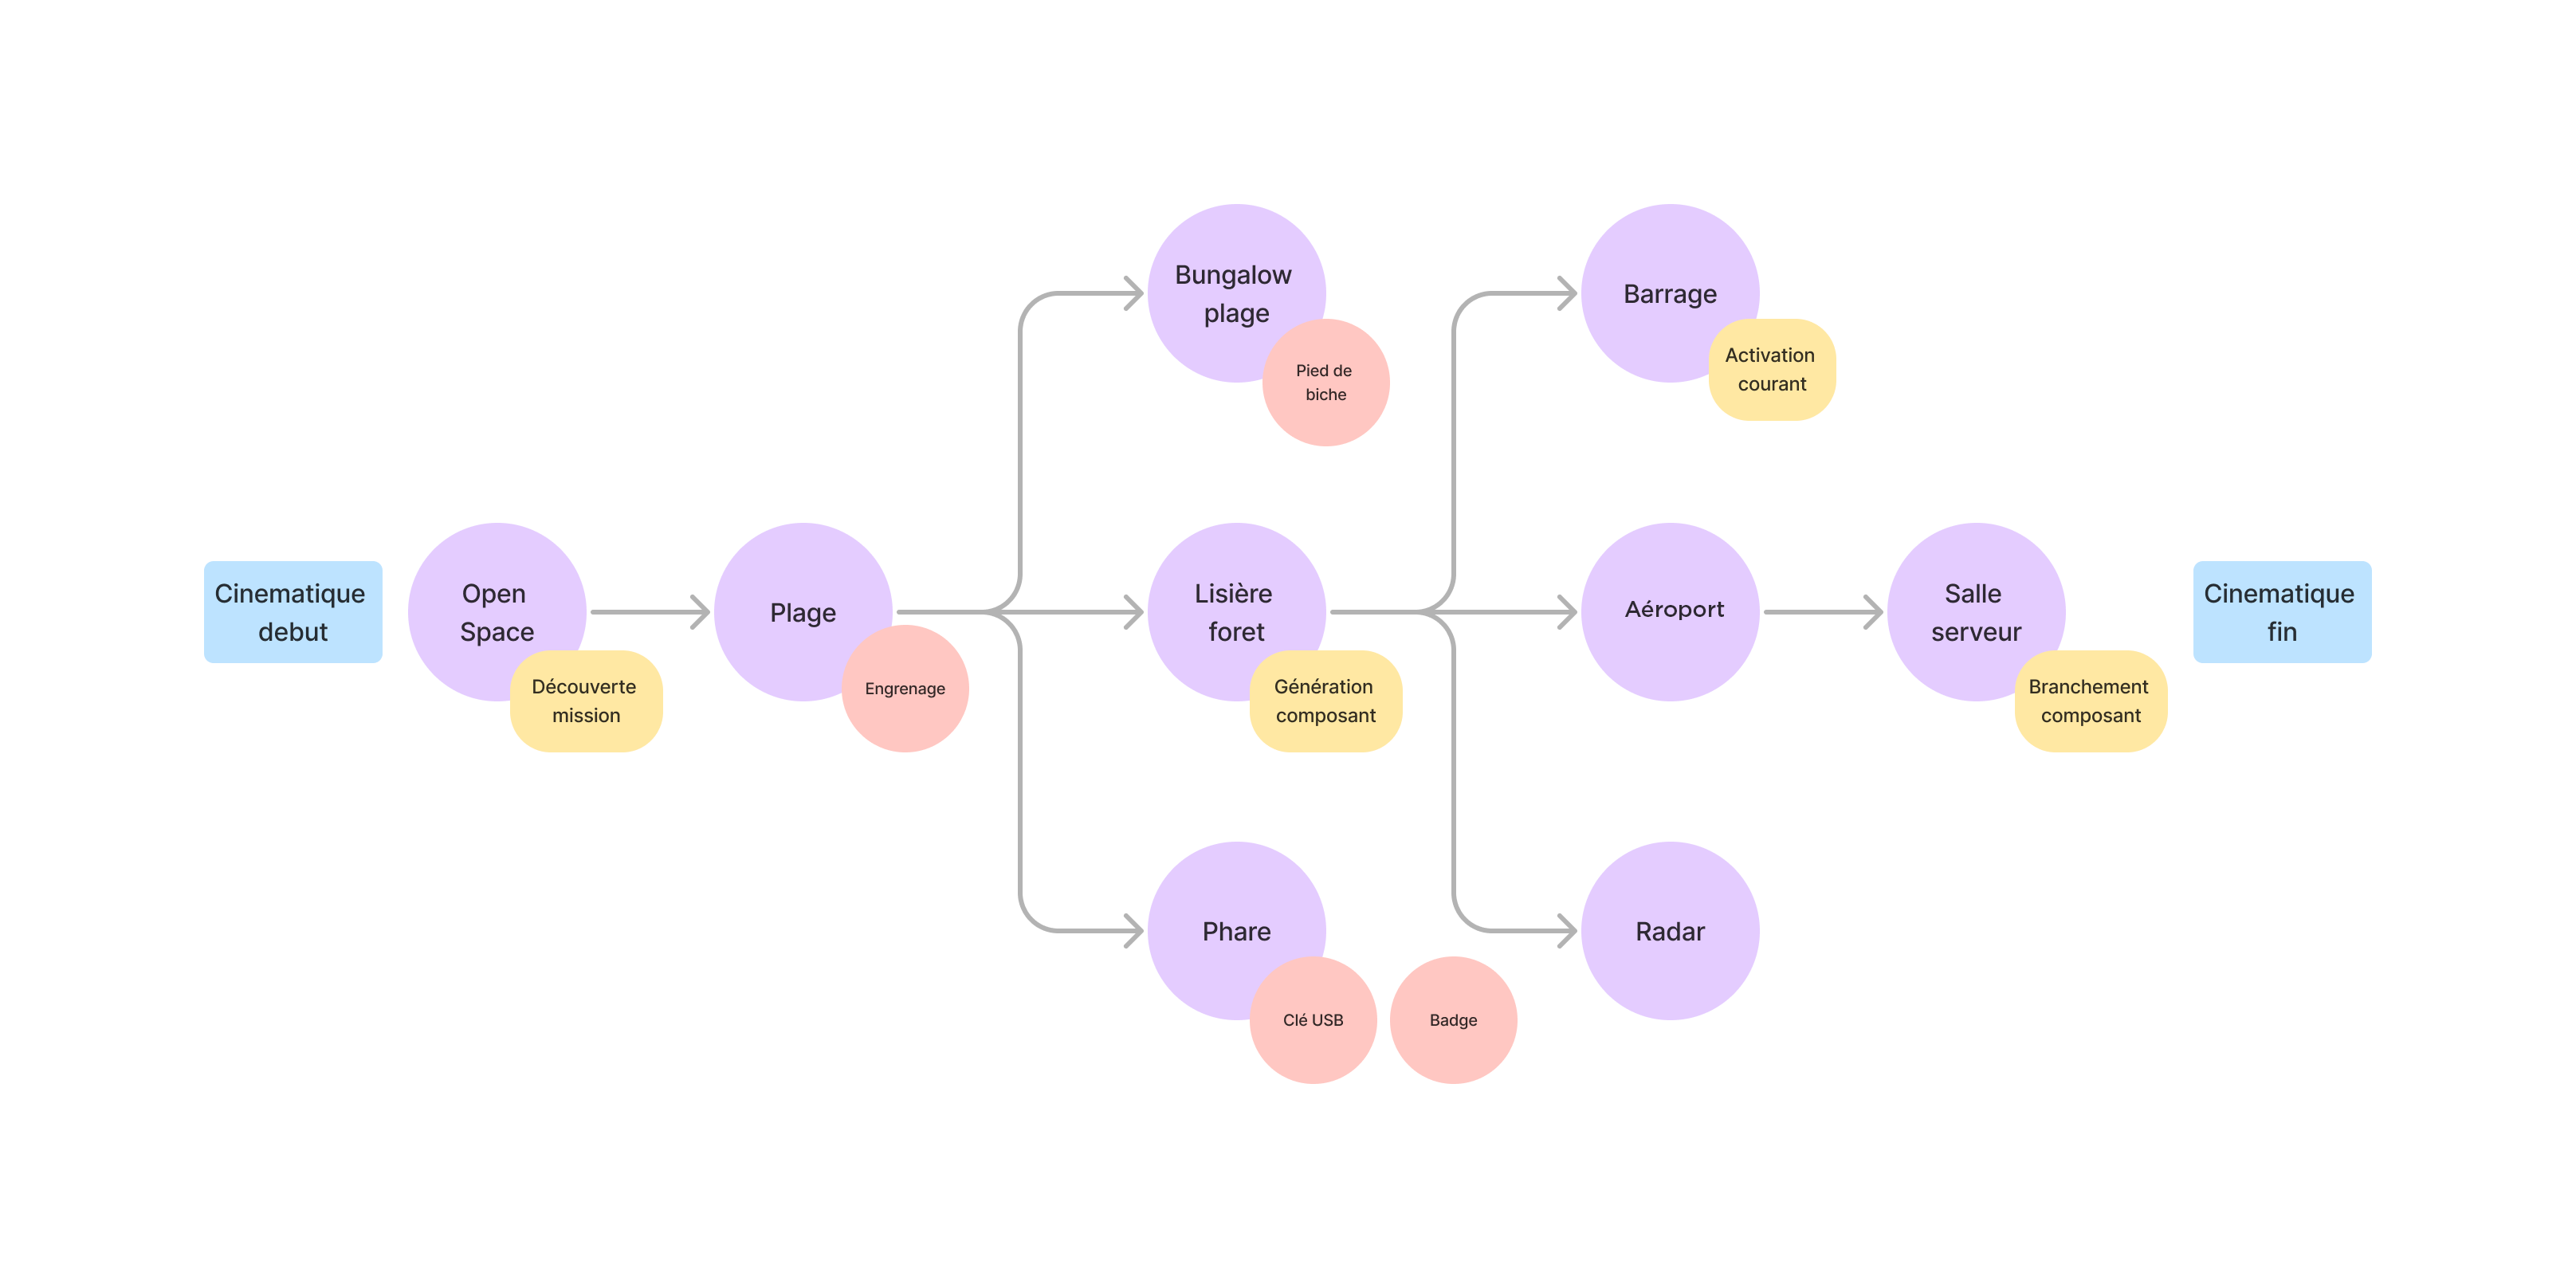 Cinematique
debut
Open
Space
Découverte
mission
Plage
Engrenage
Bungalow
plage
Pied de
biche
Lisière
foret
Génération
composant
Phare
Clé USB
Badge
Barrage
Activation
courant
Aéroport
Radar
Salle
serveur
Branchement
composant
Cinematique
fin